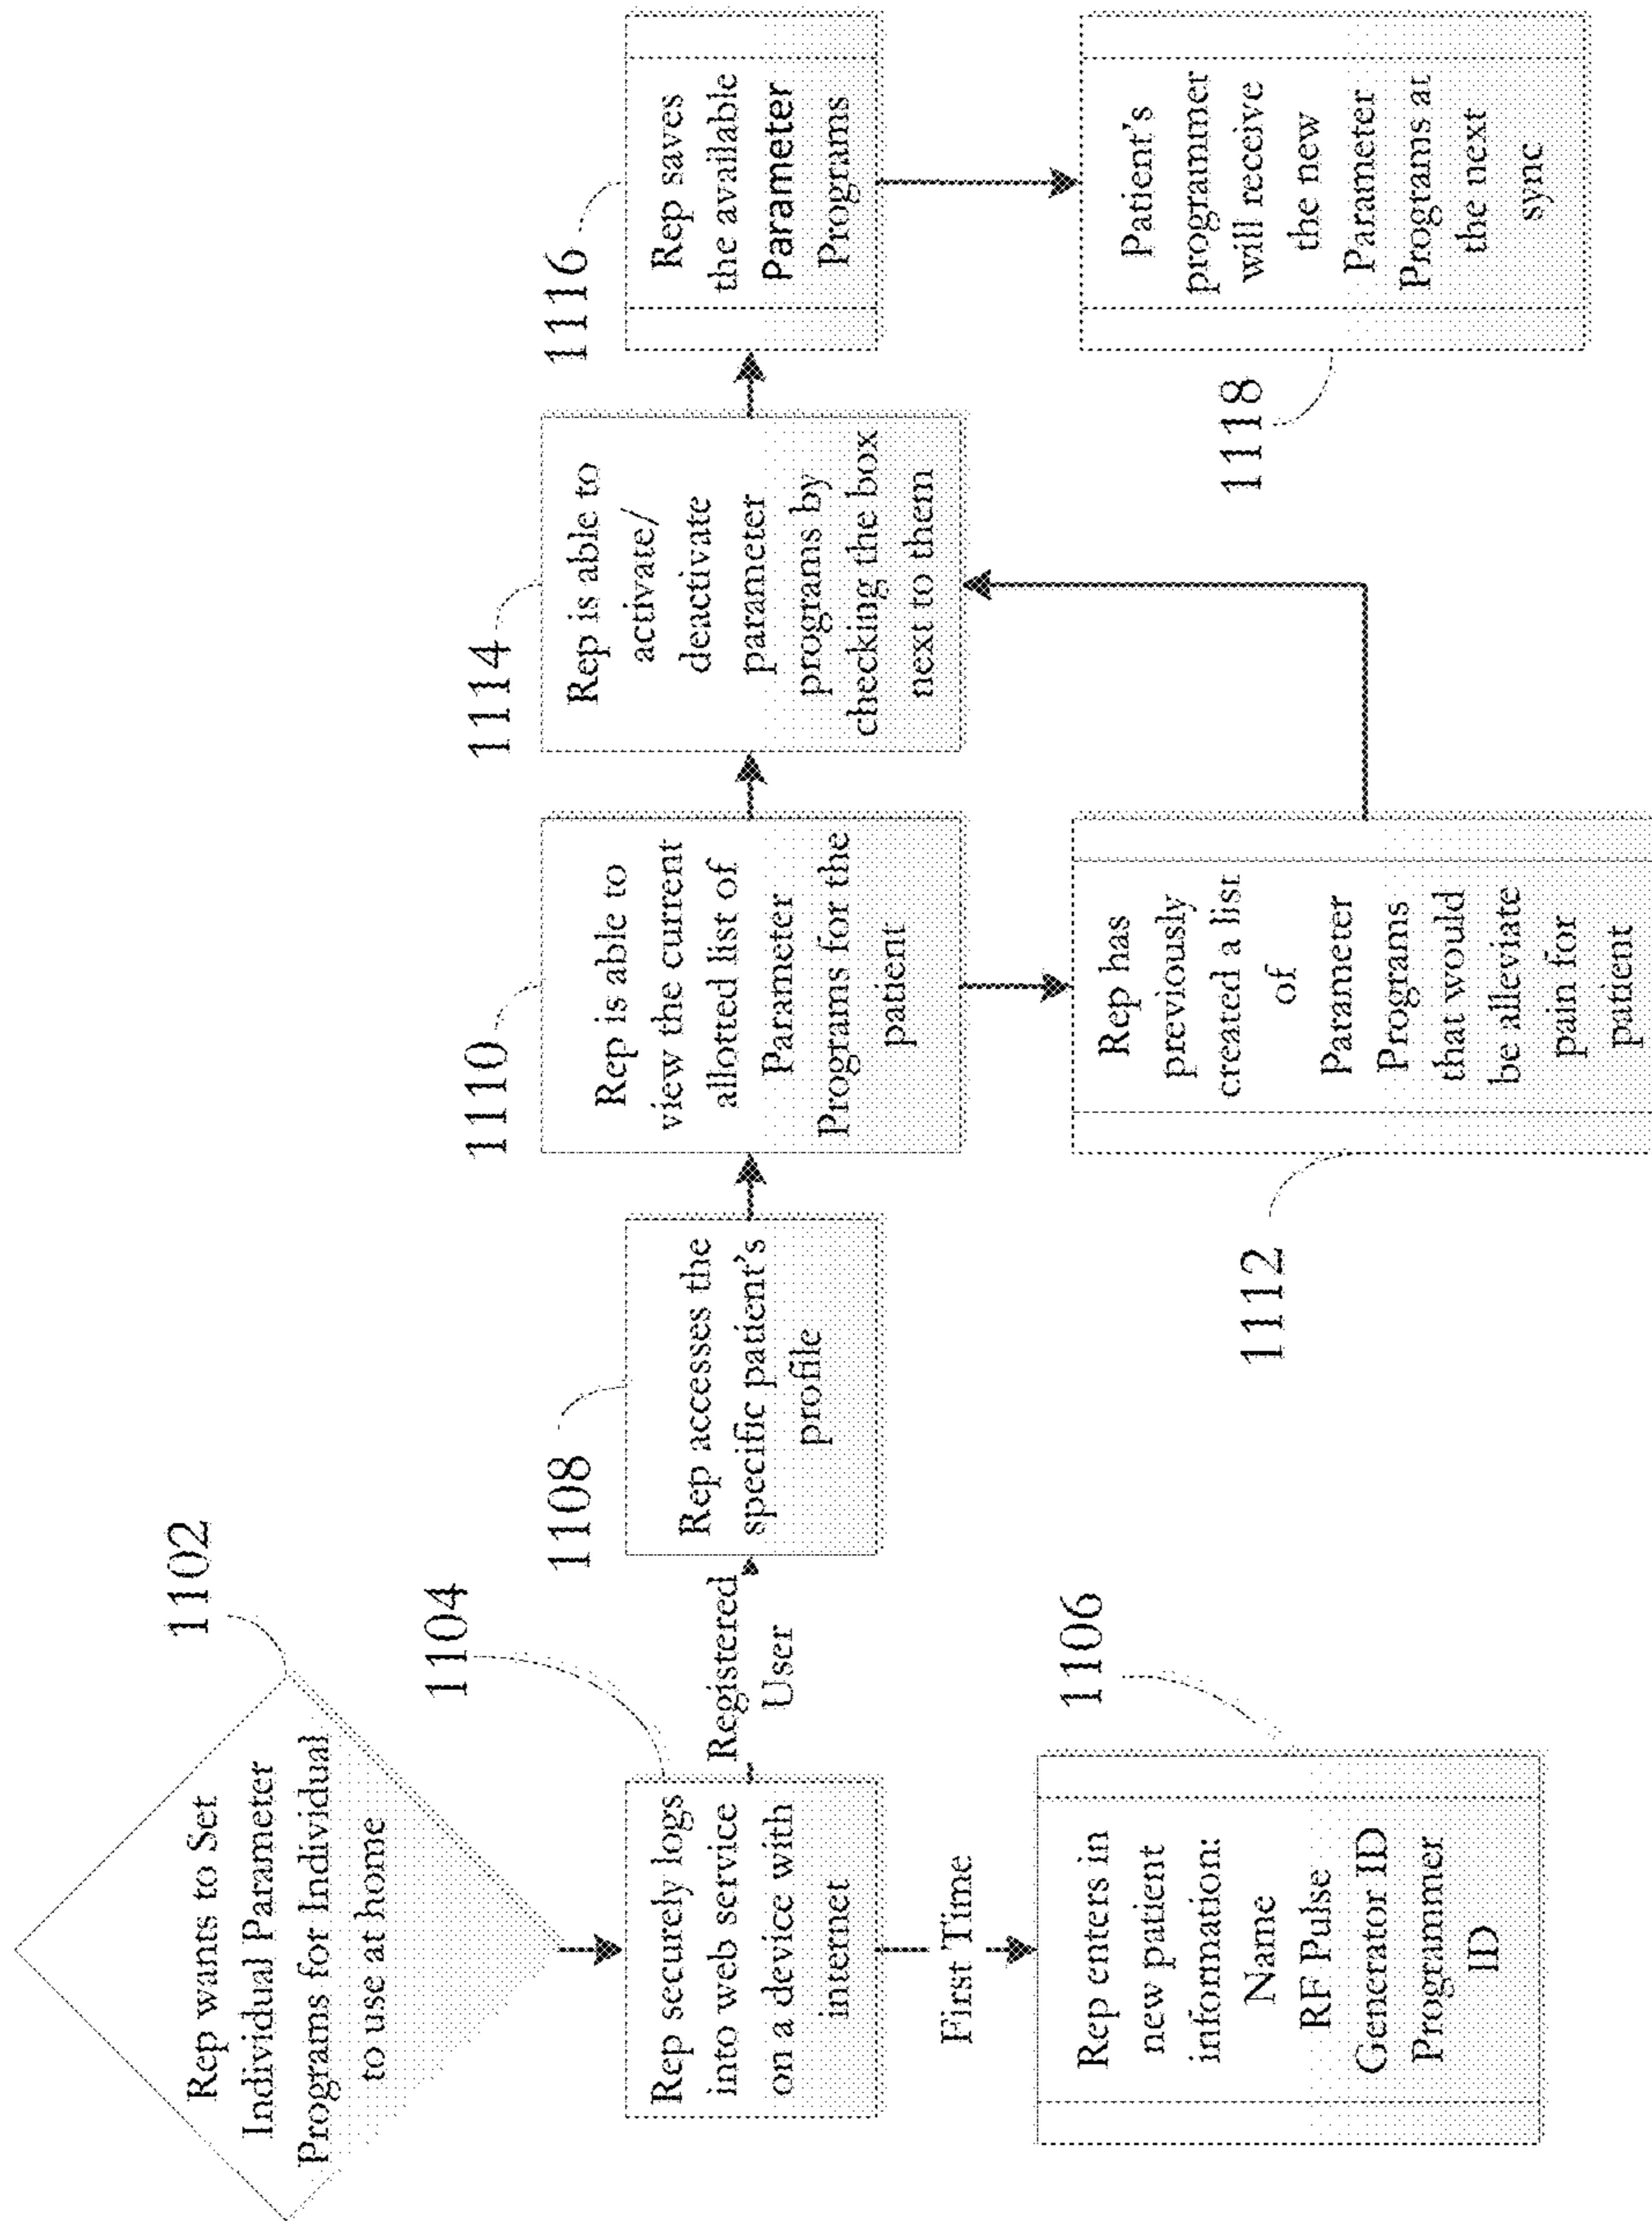 1102
Rep wants to Set
Individual Parameter
Programs for Individual
to use at home
1104
Rep securely logs
into web service
on a device with
internet
Registered
User
First Time
1106
Rep enters in
new patient
information:
Name
RF Pulse
Generator ID
Programmer
ID
1108
Rep accesses the
specific patient's
profile
1110
Rep is able to
view the current
allotted list of
Parameter
Programs for the
patient
1112
Rep has
previously
created a list
of
Parameter
Programs
that would
be alleviate
pain for
patient
1114
Rep is able to
activate/
deactivate
parameter
programs by
checking the box
next to them
1116
Rep saves
the available
Parameter
Programs
1118
Patient's
programmer
will receive
the new
Parameter
Programs at
the next
sync